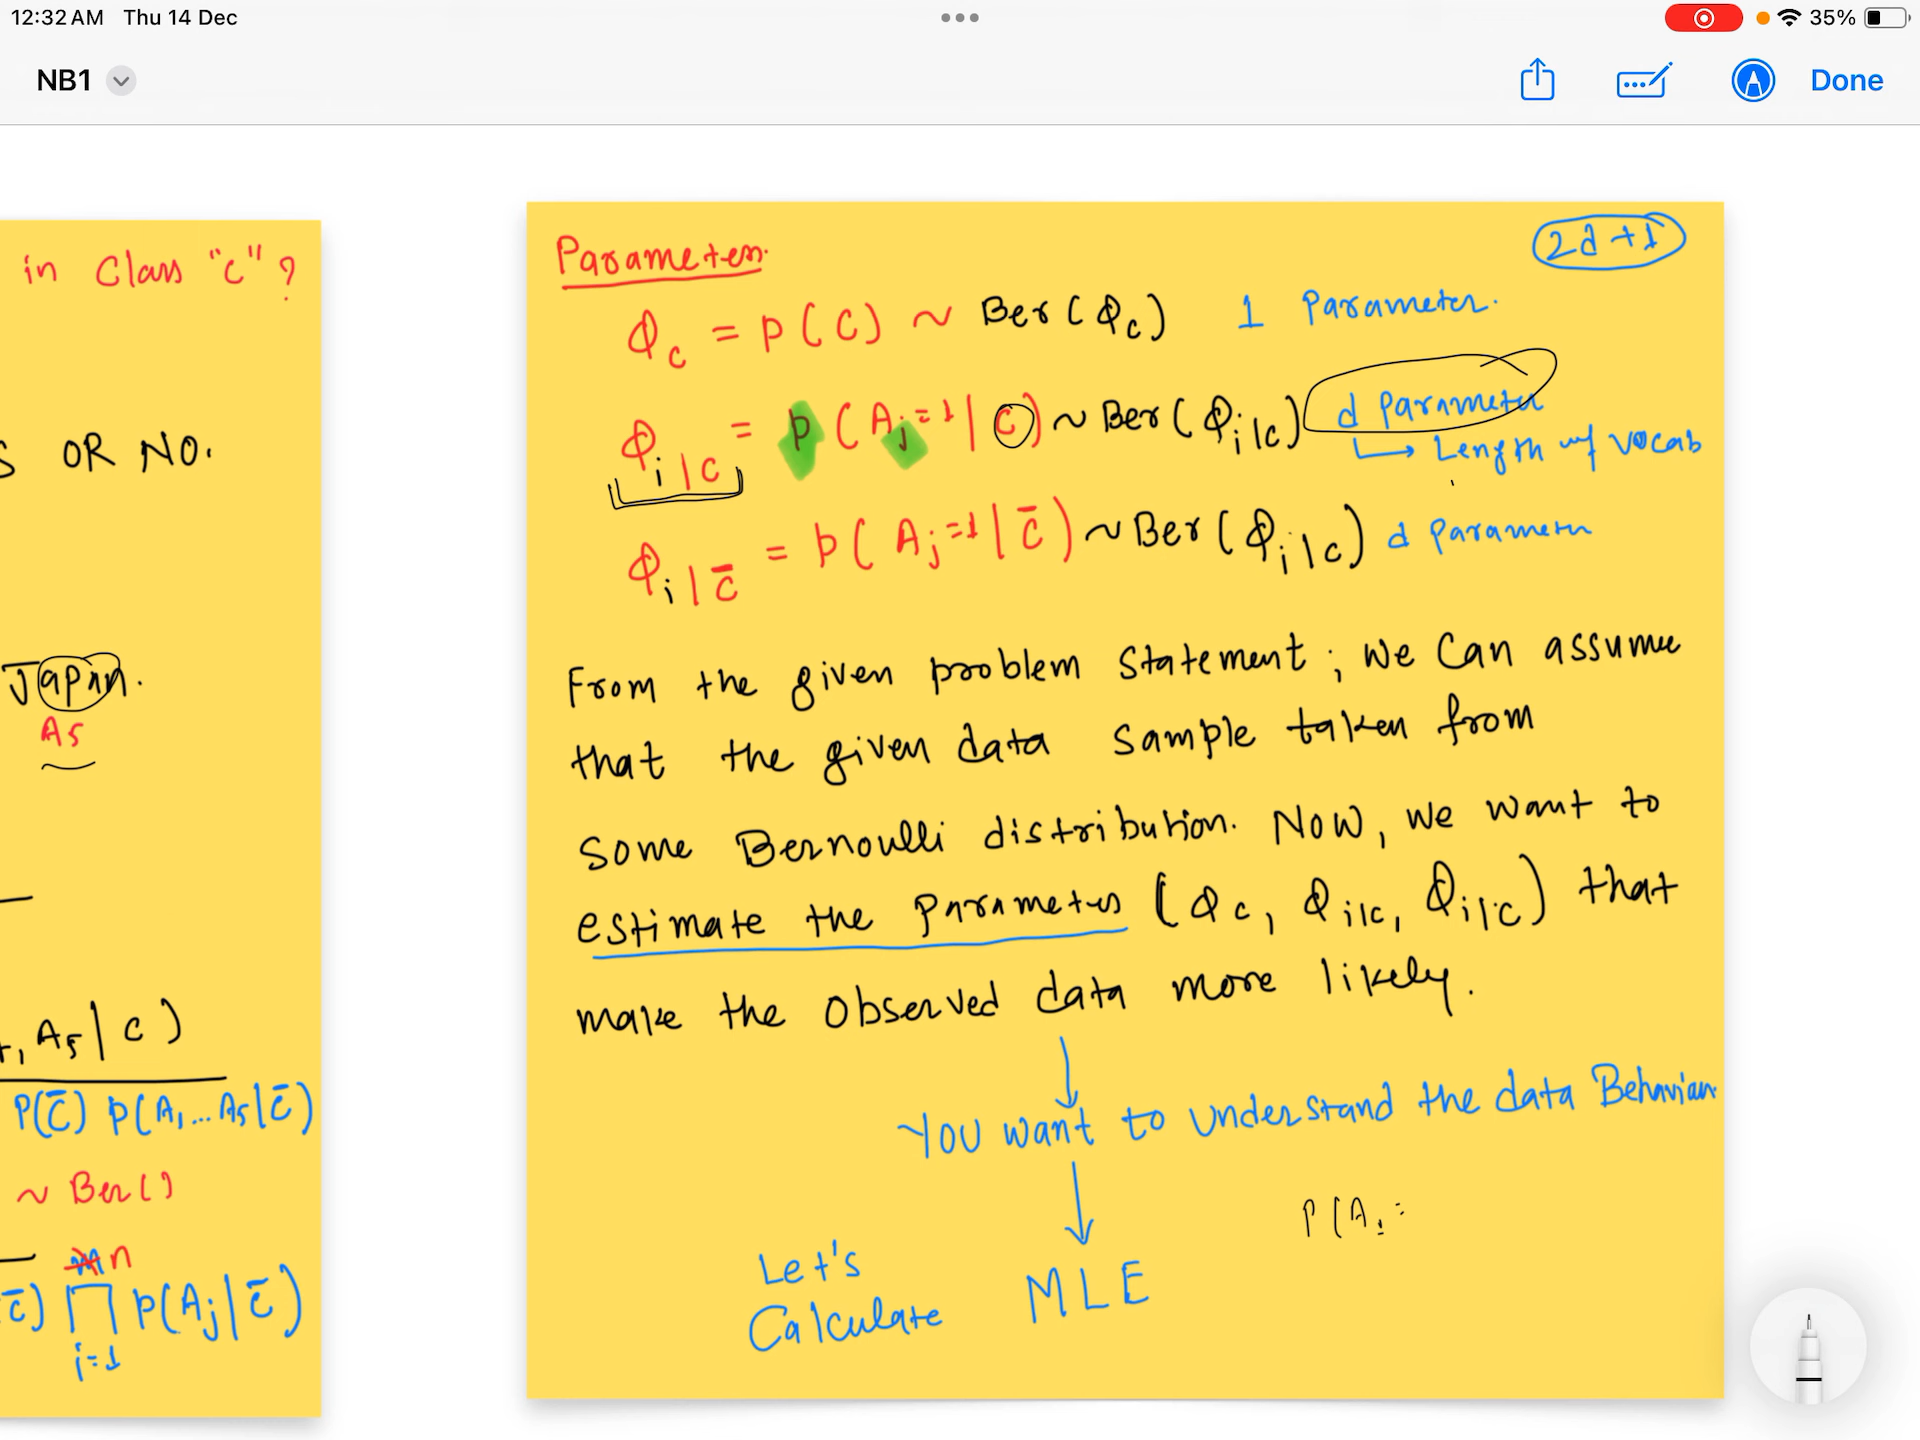 12:32 AM Thu 14 Dec
35%
NB1
Done
in Class "c" ?
S OR NO.
Japan.
A5
, A5 | c )
P(c̄) p(A, ... A5 | c̄)
~ Ber( )
n
c̄) ∏ p(Aj | c̄)
i=1
Parameters.
2d+1
Φc = p(C) ~ Ber(Φc) 1 Parameter.
Φi|c = p(Aj=1 | c) ~ Ber(Φi|c) d Parameter
↳ Length of vocab
Φi|c̄ = p(Aj=1 | c̄) ~ Ber(Φi|c) d Parameter
From the given problem statement ; we can assume
that the given data sample taken from
some Bernoulli distribution. Now, we want to
estimate the parameters (Φc, Φi|c, Φi|c̄) that
make the observed data more likely.
↓
You want to understand the data Behaviour
↓
P(A1 =
Let's
Calculate MLE